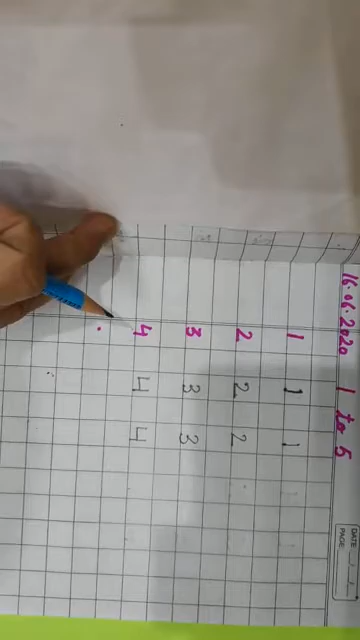 DATE
PAGE
16.06.2020 1 to 5
1 1 1
2 2 2
3 3 3
4 4 4